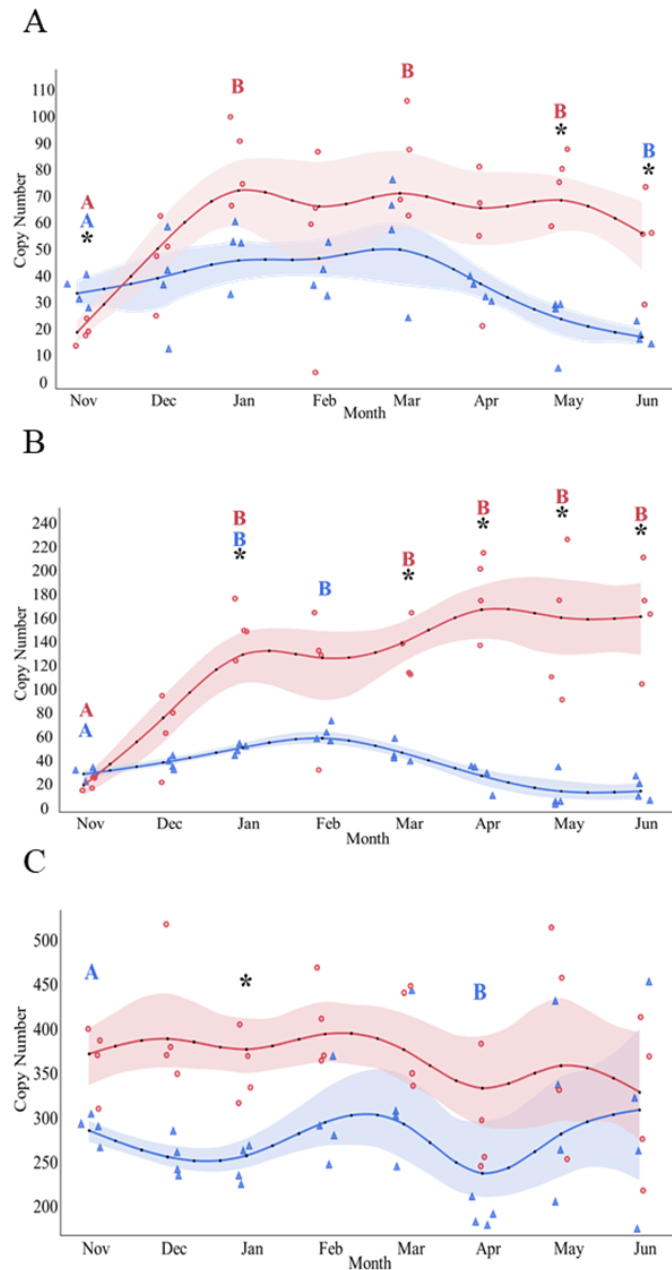 A
B
B
B
*
B
*
A
A
*
110
100
90
80
70
60
50
40
30
20
10
0
Copy Number
Nov Dec Jan Feb Mar Apr May Jun
Month
B
B
B
*
B
B
*
B
*
B
*
B
*
A
A
240
220
200
180
160
140
120
100
80
60
40
20
0
Copy Number
Nov Dec Jan Feb Mar Apr May Jun
Month
C
A
*
B
500
450
400
350
300
250
200
Copy Number
Nov Dec Jan Feb Mar Apr May Jun
Month